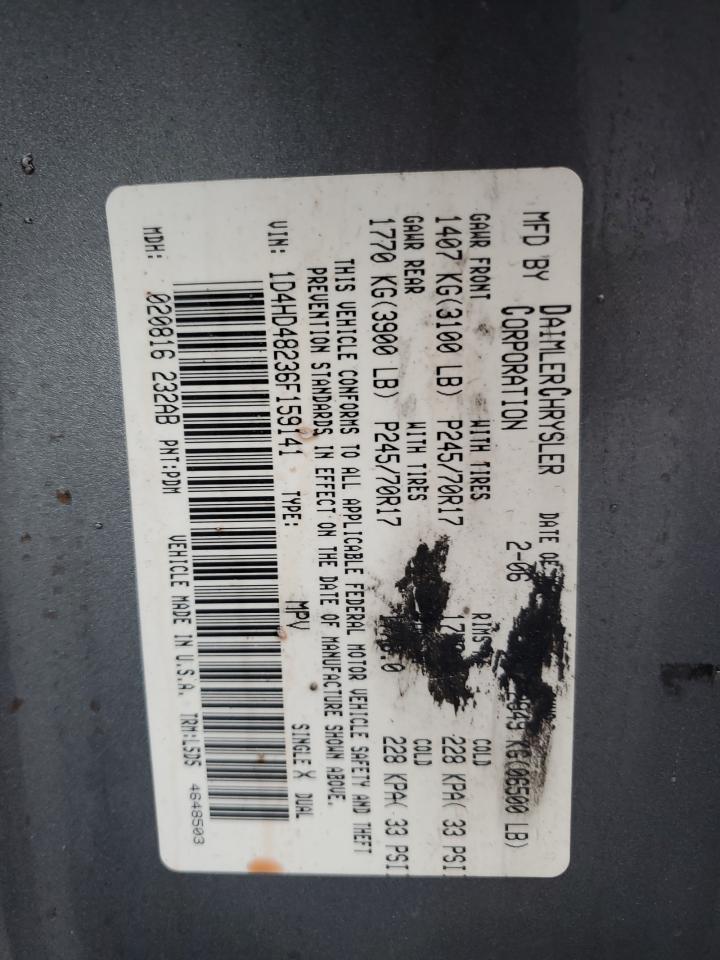 MFD BY DAIMLERCHRYSLER DATE OF
CORPORATION 2-06 KG(06500 LB)
GAWR FRONT WITH TIRES RIMS COLD
1407 KG(3100 LB) P245/70R17 228 KPA( 33 PSI
GAWR REAR WITH TIRES COLD
1770 KG(3900 LB) P245/70R17 228 KPA( 33 PSI
THIS VEHICLE CONFORMS TO ALL APPLICABLE FEDERAL MOTOR VEHICLE SAFETY AND THEFT
PREVENTION STANDARDS IN EFFECT ON THE DATE OF MANUFACTURE SHOWN ABOVE.
VIN: 1D4HD48236F159141 TYPE: MPV SINGLE X DUAL
MDH: 020816 232AB PNT:PDM VEHICLE MADE IN U.S.A. TRM:L5DS 4648503